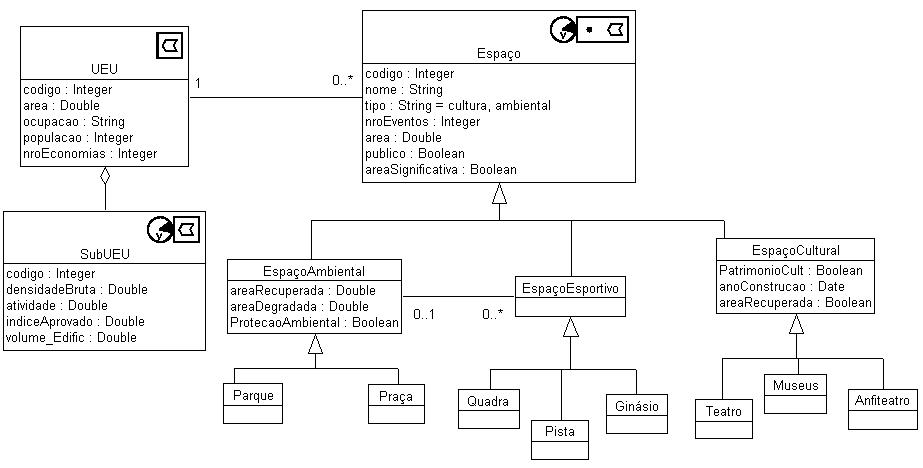 UEU
codigo : Integer
area : Double
ocupacao : String
populacao : Integer
nroEconomias : Integer
1
0..*
Espaço
codigo : Integer
nome : String
tipo : String = cultura, ambiental
nroEventos : Integer
area : Double
publico : Boolean
areaSignificativa : Boolean
SubUEU
codigo : Integer
densidadeBruta : Double
atividade : Double
indiceAprovado : Double
volume_Edific : Double
EspaçoAmbiental
areaRecuperada : Double
areaDegradada : Double
ProtecaoAmbiental : Boolean
0..1
0..*
EspaçoEsportivo
EspaçoCultural
PatrimonioCult : Boolean
anoConstrucao : Date
areaRecuperada : Boolean
Parque
Praça
Quadra
Pista
Ginásio
Teatro
Museus
Anfiteatro
y
y